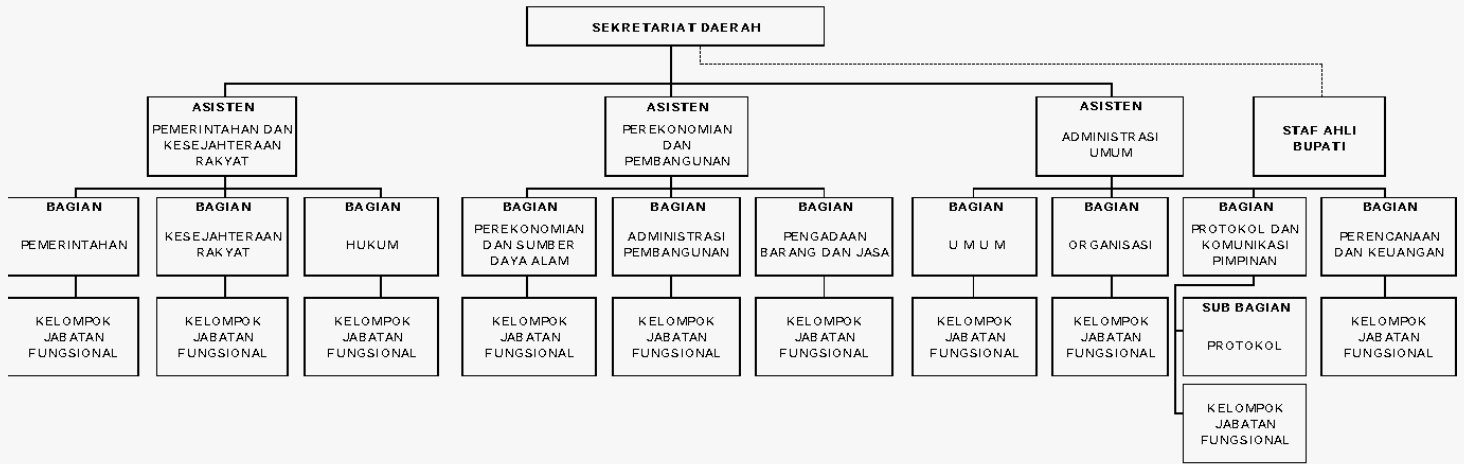 SEKRETARIAT DAERAH
ASISTEN
PEMERINTAHAN DAN
KESEJAHTERAAN
RAKYAT
ASISTEN
PEREKONOMIAN
DAN
PEMBANGUNAN
ASISTEN
ADMINISTRASI
UMUM
STAF AHLI
BUPATI
BAGIAN
PEMERINTAHAN
BAGIAN
KESEJAHTERAAN
RAKYAT
BAGIAN
HUKUM
BAGIAN
PEREKONOMIAN
DAN SUMBER
DAYA ALAM
BAGIAN
ADMINISTRASI
PEMBANGUNAN
BAGIAN
PENGADAAN
BARANG DAN JASA
BAGIAN
U M U M
BAGIAN
ORGANISASI
BAGIAN
PROTOKOL DAN
KOMUNIKASI
PIMPINAN
BAGIAN
PERENCANAAN
DAN KEUANGAN
KELOMPOK
JABATAN
FUNGSIONAL
KELOMPOK
JABATAN
FUNGSIONAL
KELOMPOK
JABATAN
FUNGSIONAL
KELOMPOK
JABATAN
FUNGSIONAL
KELOMPOK
JABATAN
FUNGSIONAL
KELOMPOK
JABATAN
FUNGSIONAL
KELOMPOK
JABATAN
FUNGSIONAL
KELOMPOK
JABATAN
FUNGSIONAL
SUB BAGIAN
PROTOKOL
KELOMPOK
JABATAN
FUNGSIONAL
KELOMPOK
JABATAN
FUNGSIONAL